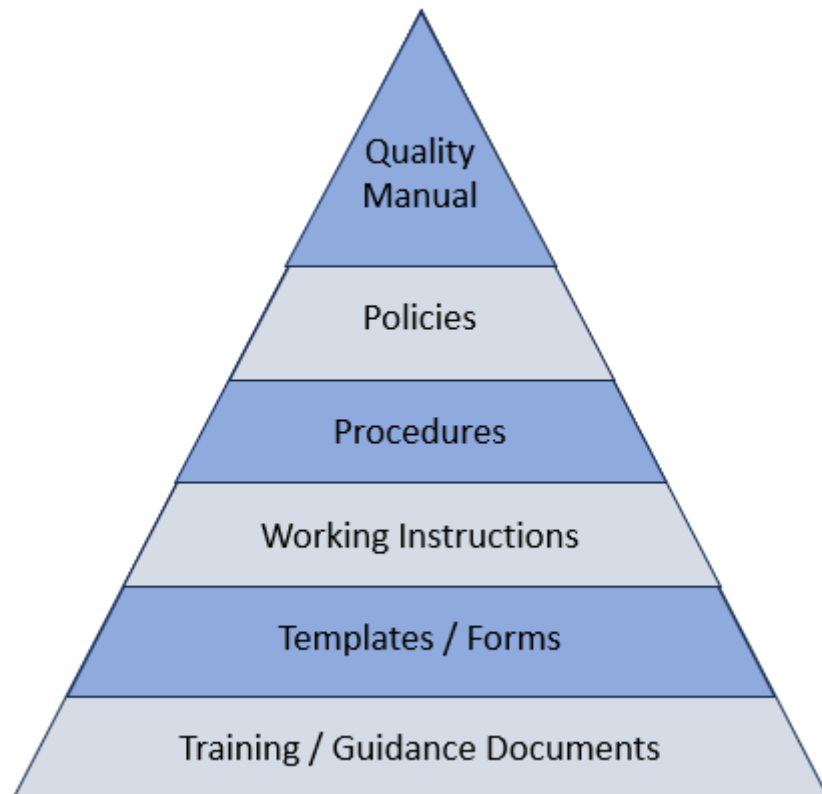 Quality
Manual
Policies
Procedures
Working Instructions
Templates / Forms
Training / Guidance Documents